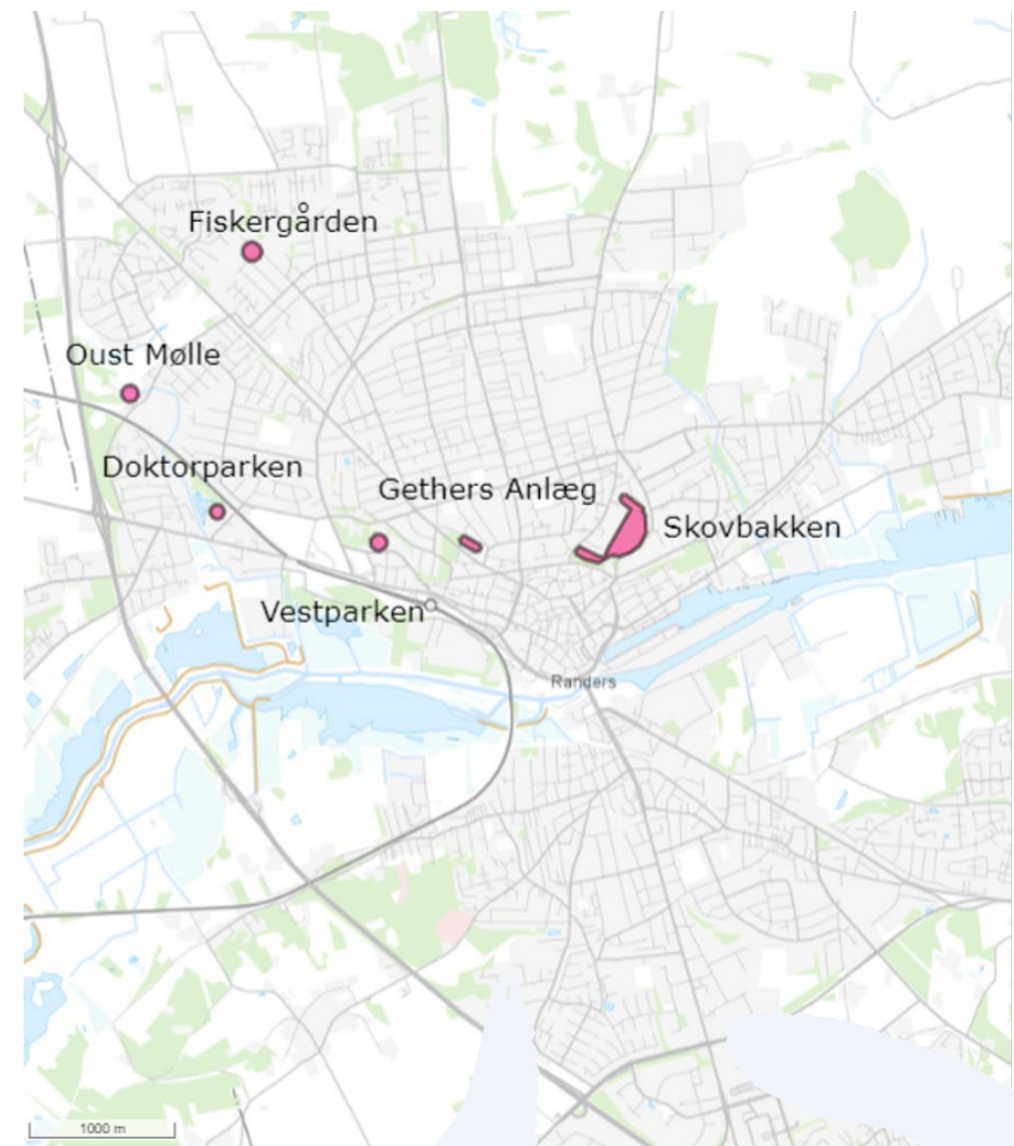 Fiskergården
Oust Mølle
Doktorparken
Gethers Anlæg
Skovbakken
Vestparken
Randers
1000 m